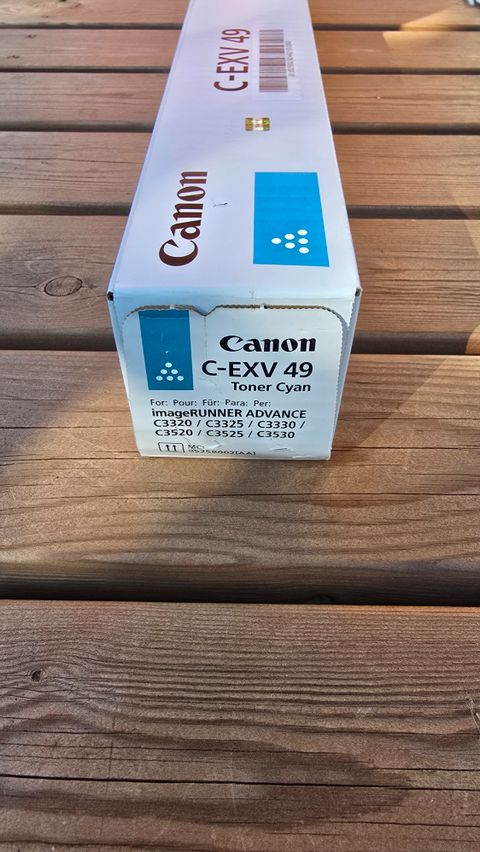 C-EXV 49
Canon
Canon
C-EXV 49
Toner Cyan
For: Pour: Für: Para: Per:
imageRUNNER ADVANCE
C3320 / C3325 / C3330 /
C3520 / C3525 / C3530